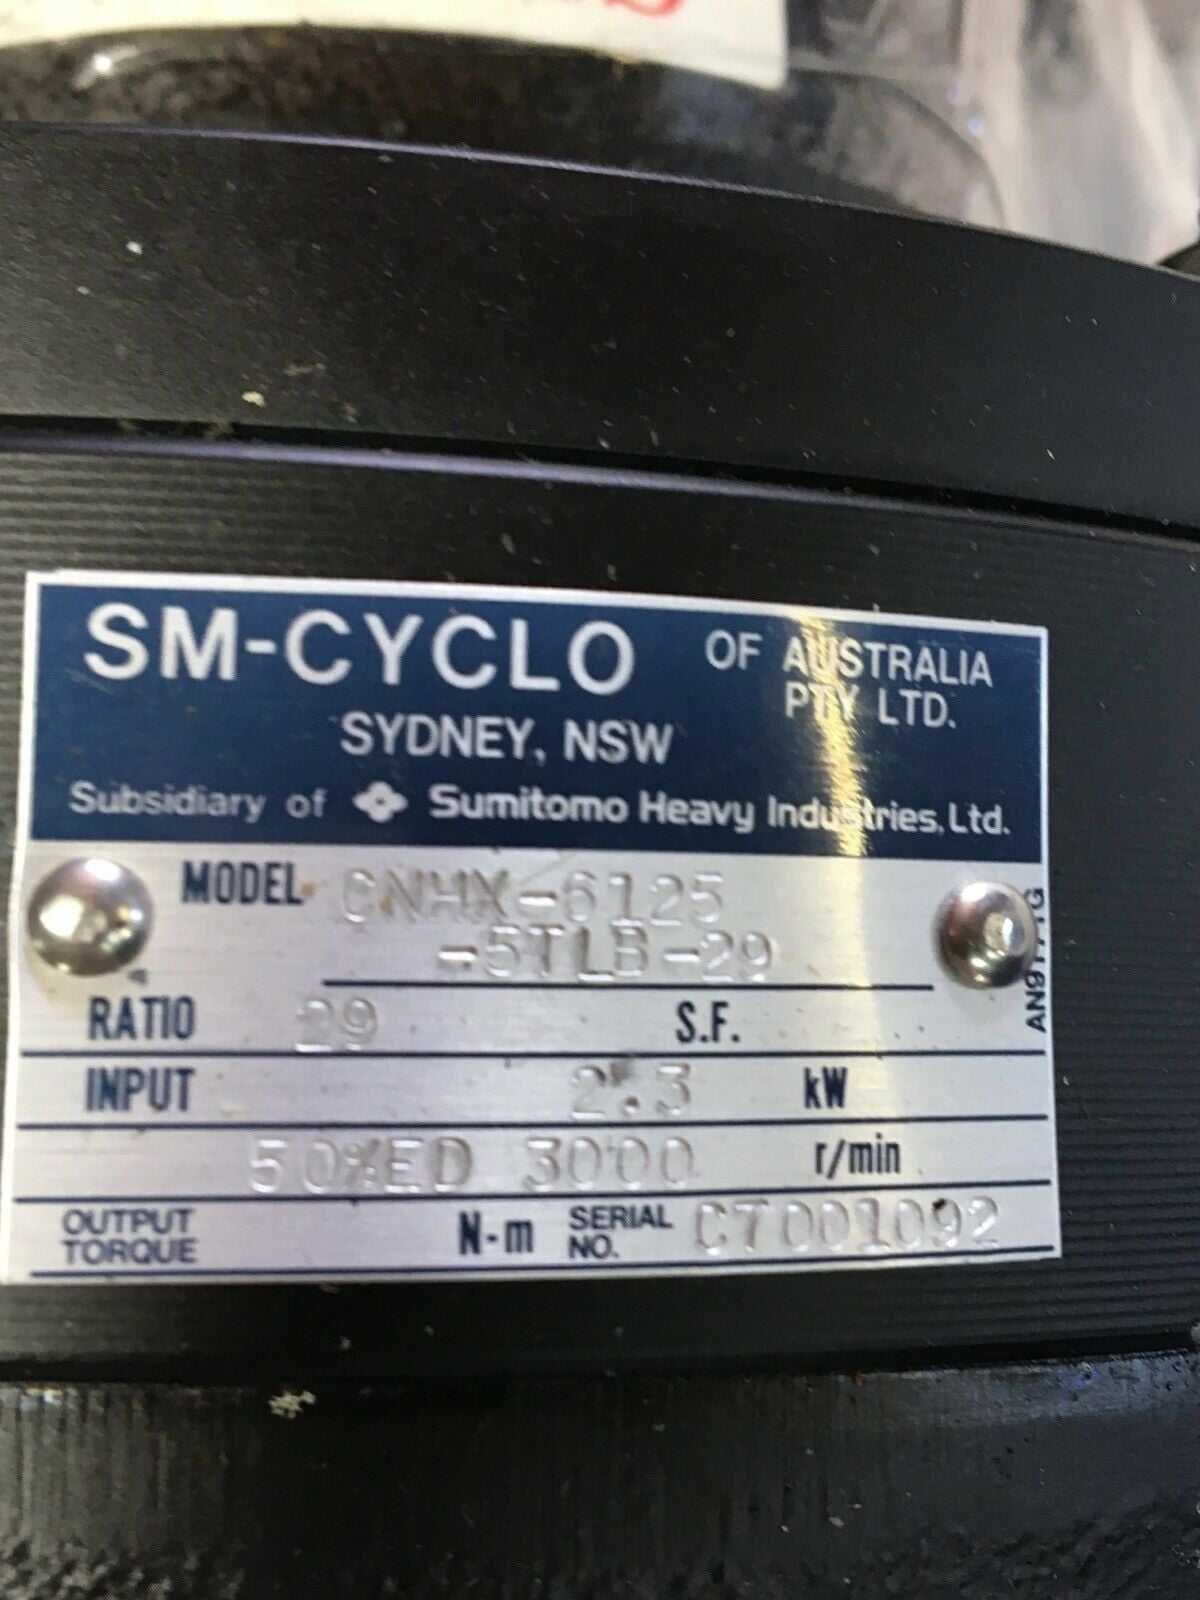 SM-CYCLO OF AUSTRALIA PTY LTD.
SYDNEY, NSW
Subsidiary of Sumitomo Heavy Industries, Ltd.
MODEL CNHX-6125
-5TLB-29
RATIO 29 S.F.
INPUT 2.3 kW
50%ED 3000 r/min
OUTPUT TORQUE N-m SERIAL NO. C7001092